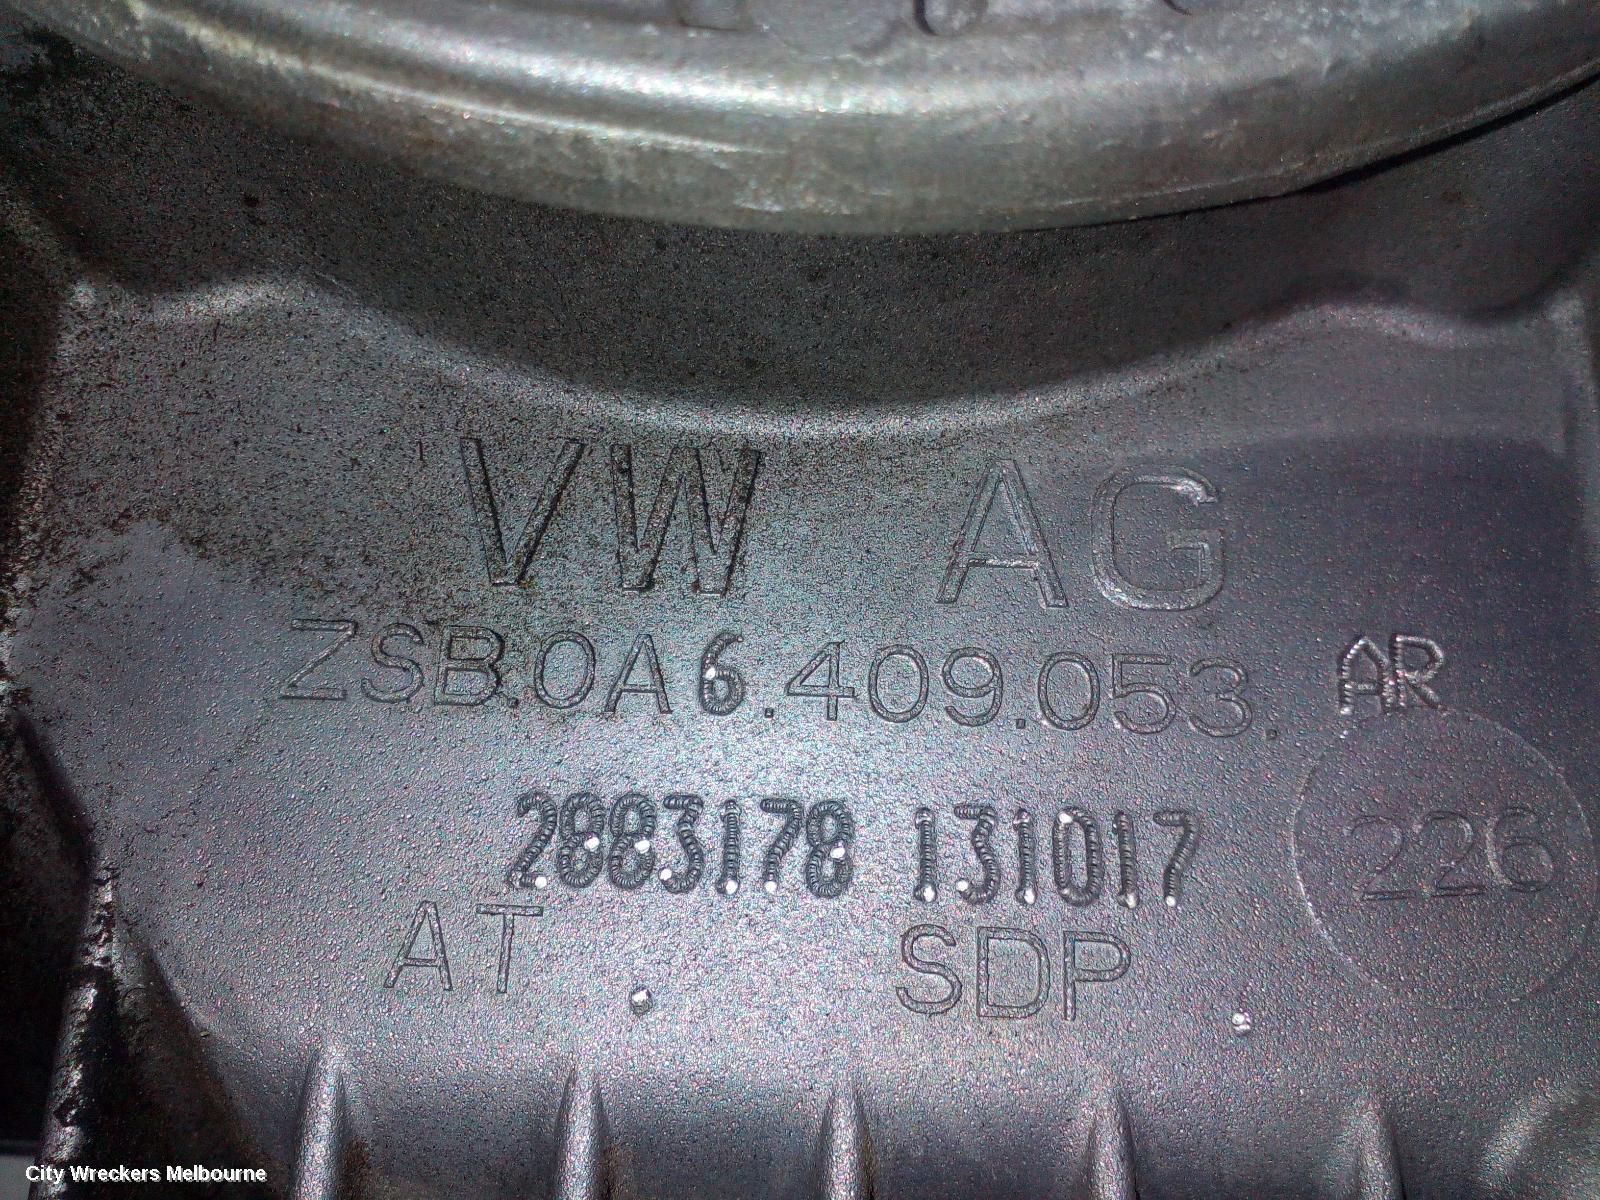 VW AG
ZSB.0A6.409.053. AR
2883178 131017
226
AT SDP
City Wreckers Melbourne